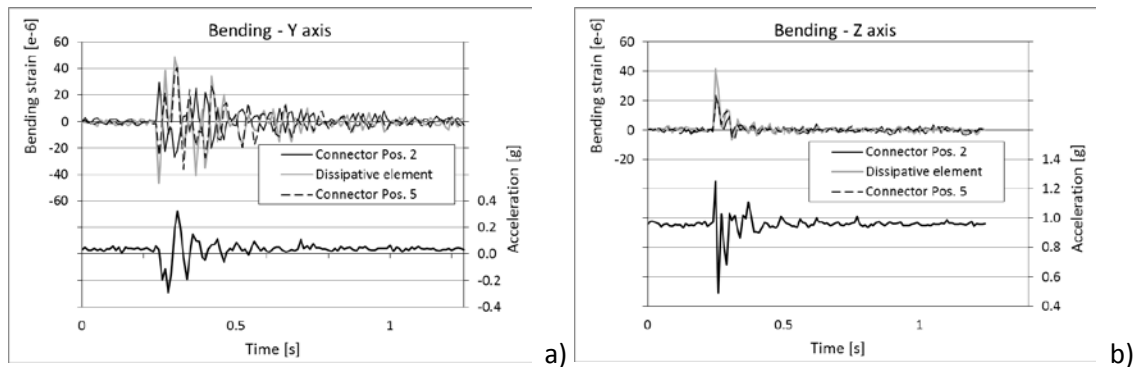 Bending - Y axis
Bending strain [e-6]
60
40
20
0
-20
-40
-60
Connector Pos. 2
Dissipative element
Connector Pos. 5
0.4
0.2
0.0
-0.2
-0.4
Acceleration [g]
0
0.5
1
Time [s]
a)
Bending - Z axis
Bending strain [e-6]
60
40
20
0
-20
Connector Pos. 2
Dissipative element
Connector Pos. 5
1.4
1.2
1.0
0.8
0.6
0.4
Acceleration [g]
0
0.5
1
Time [s]
b)